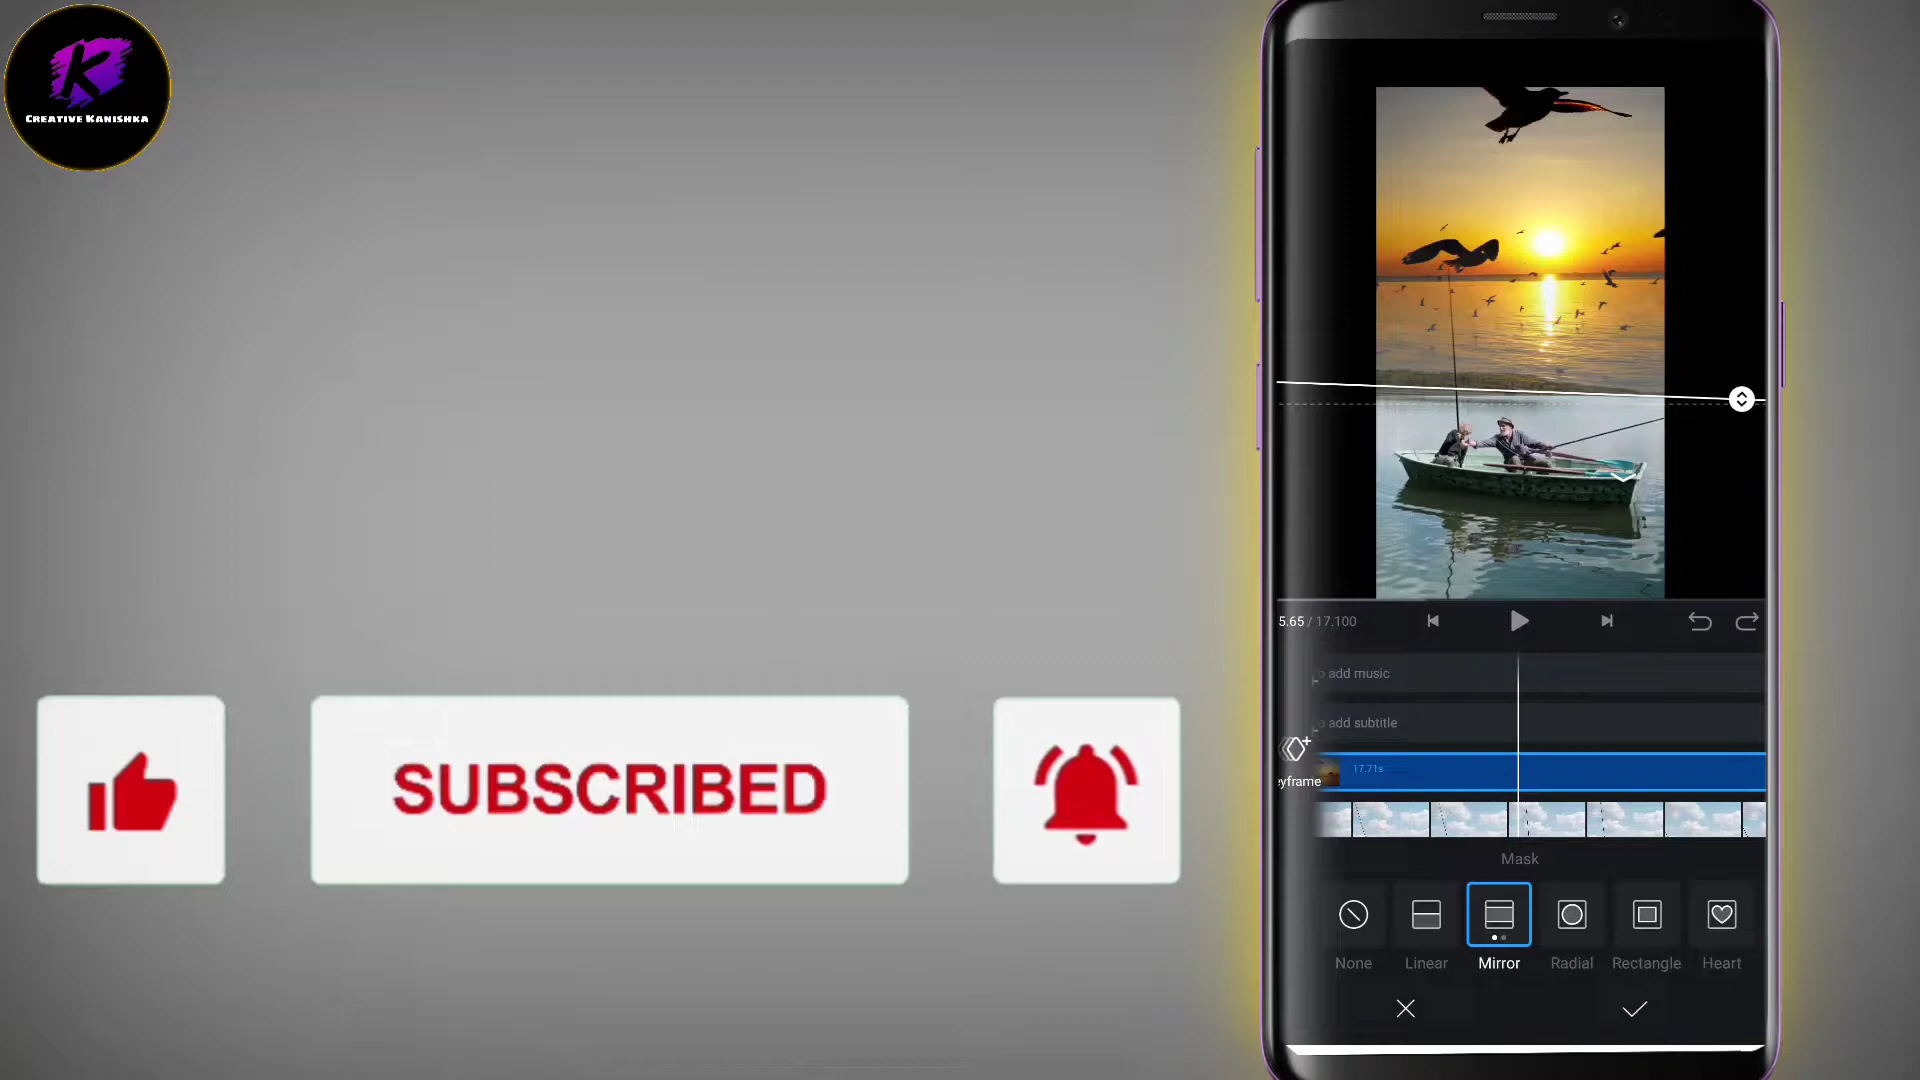 K
CREATIVE KANISHKA
SUBSCRIBED
5.65 / 17,100
o add music
o add subtitle
17.71s
eyframe
Mask
None Linear Mirror Radial Rectangle Heart